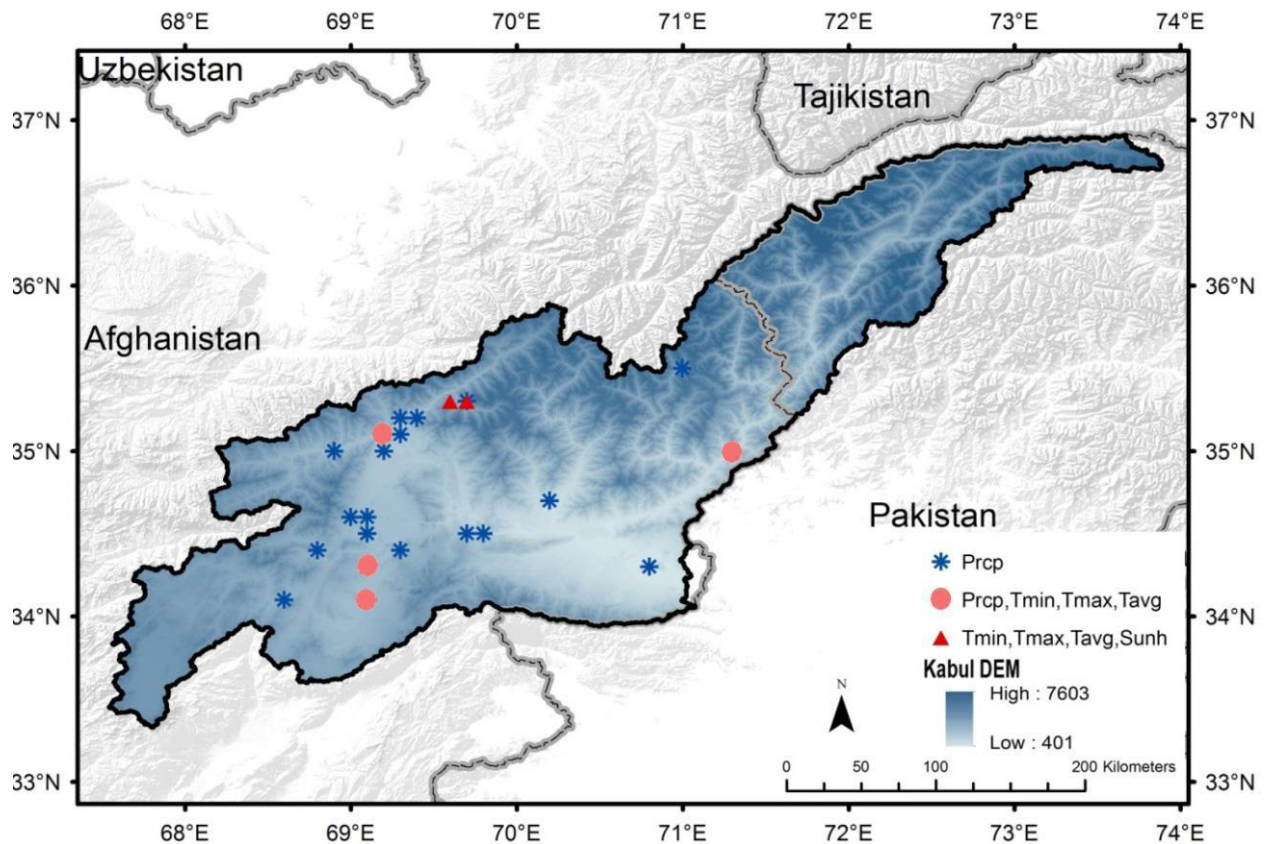 68°E 69°E 70°E 71°E 72°E 73°E 74°E
Uzbekistan
Tajikistan
37°N 37°N
36°N 36°N
Afghanistan
35°N 35°N
Pakistan
Prcp
34°N 34°N
Prcp,Tmin,Tmax,Tavg
Tmin,Tmax,Tavg,Sunh
Kabul DEM
N
High : 7603
Low : 401
33°N 33°N
0 50 100 200 Kilometers
68°E 69°E 70°E 71°E 72°E 73°E 74°E